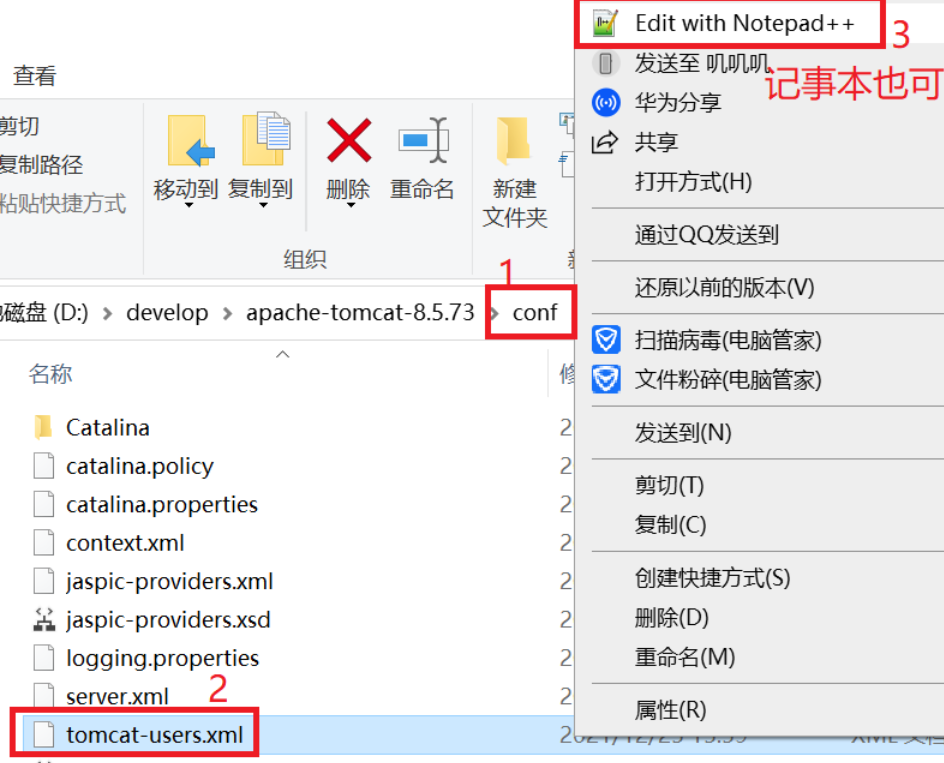 查看
剪切
复制路径
粘贴快捷方式
移动到
复制到
删除
重命名
新建
文件夹
组织
1
磁盘 (D:) develop apache-tomcat-8.5.73 conf
名称
Catalina
catalina.policy
catalina.properties
context.xml
jaspic-providers.xml
jaspic-providers.xsd
logging.properties
server.xml
2
tomcat-users.xml
Edit with Notepad++
3
发送至 叽叽叽
记事本也可
华为分享
共享
打开方式(H)
通过QQ发送到
还原以前的版本(V)
扫描病毒(电脑管家)
文件粉碎(电脑管家)
发送到(N)
剪切(T)
复制(C)
创建快捷方式(S)
删除(D)
重命名(M)
属性(R)